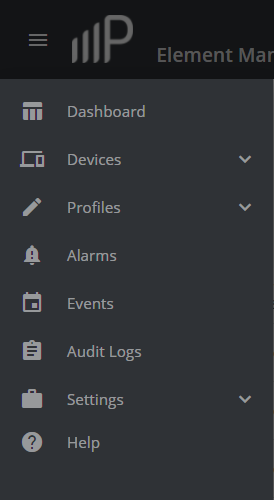 Element Mar
Dashboard
Devices
Profiles
Alarms
Events
Audit Logs
Settings
Help